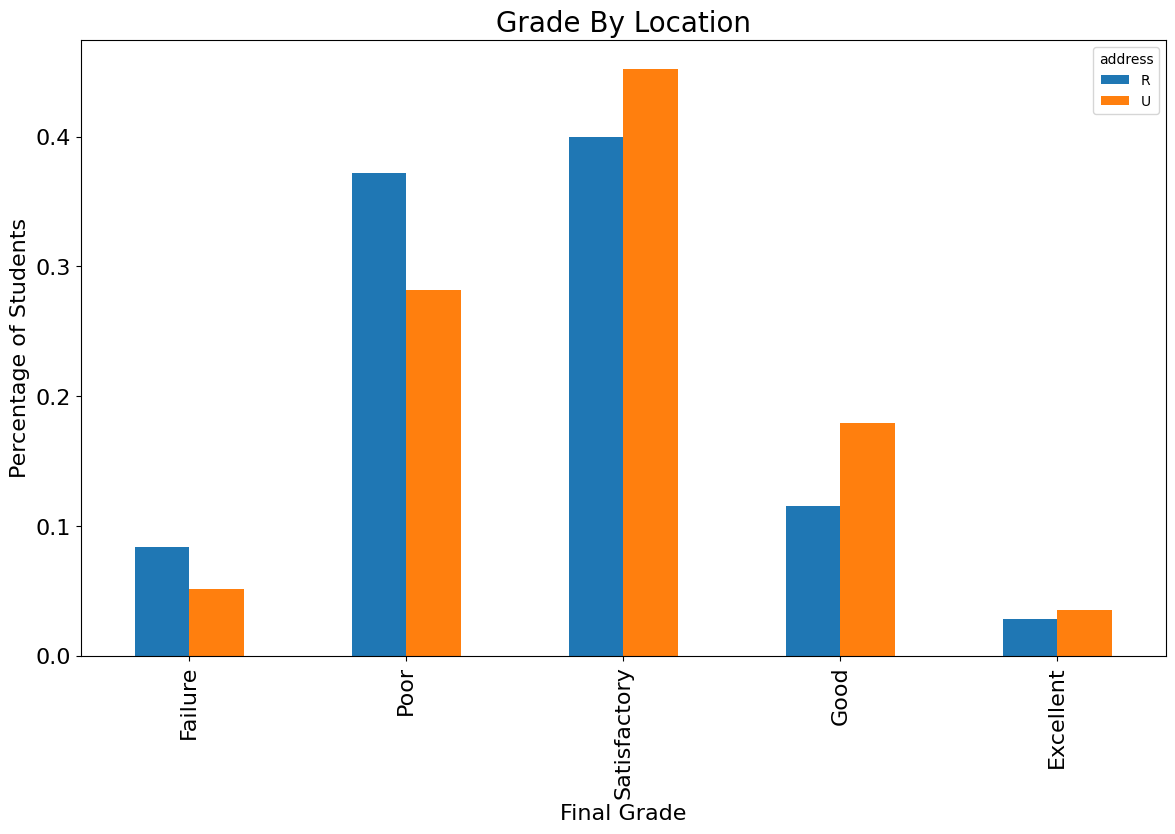 Grade By Location
address
R
U
Percentage of Students
0.4
0.3
0.2
0.1
0.0
Failure
Poor
Satisfactory
Good
Excellent
Final Grade